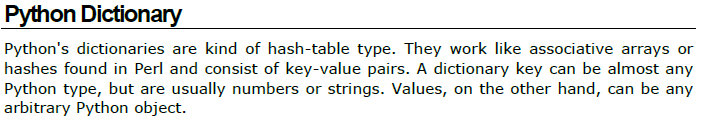 Python Dictionary
Python's dictionaries are kind of hash-table type. They work like associative arrays or
hashes found in Perl and consist of key-value pairs. A dictionary key can be almost any
Python type, but are usually numbers or strings. Values, on the other hand, can be any
arbitrary Python object.